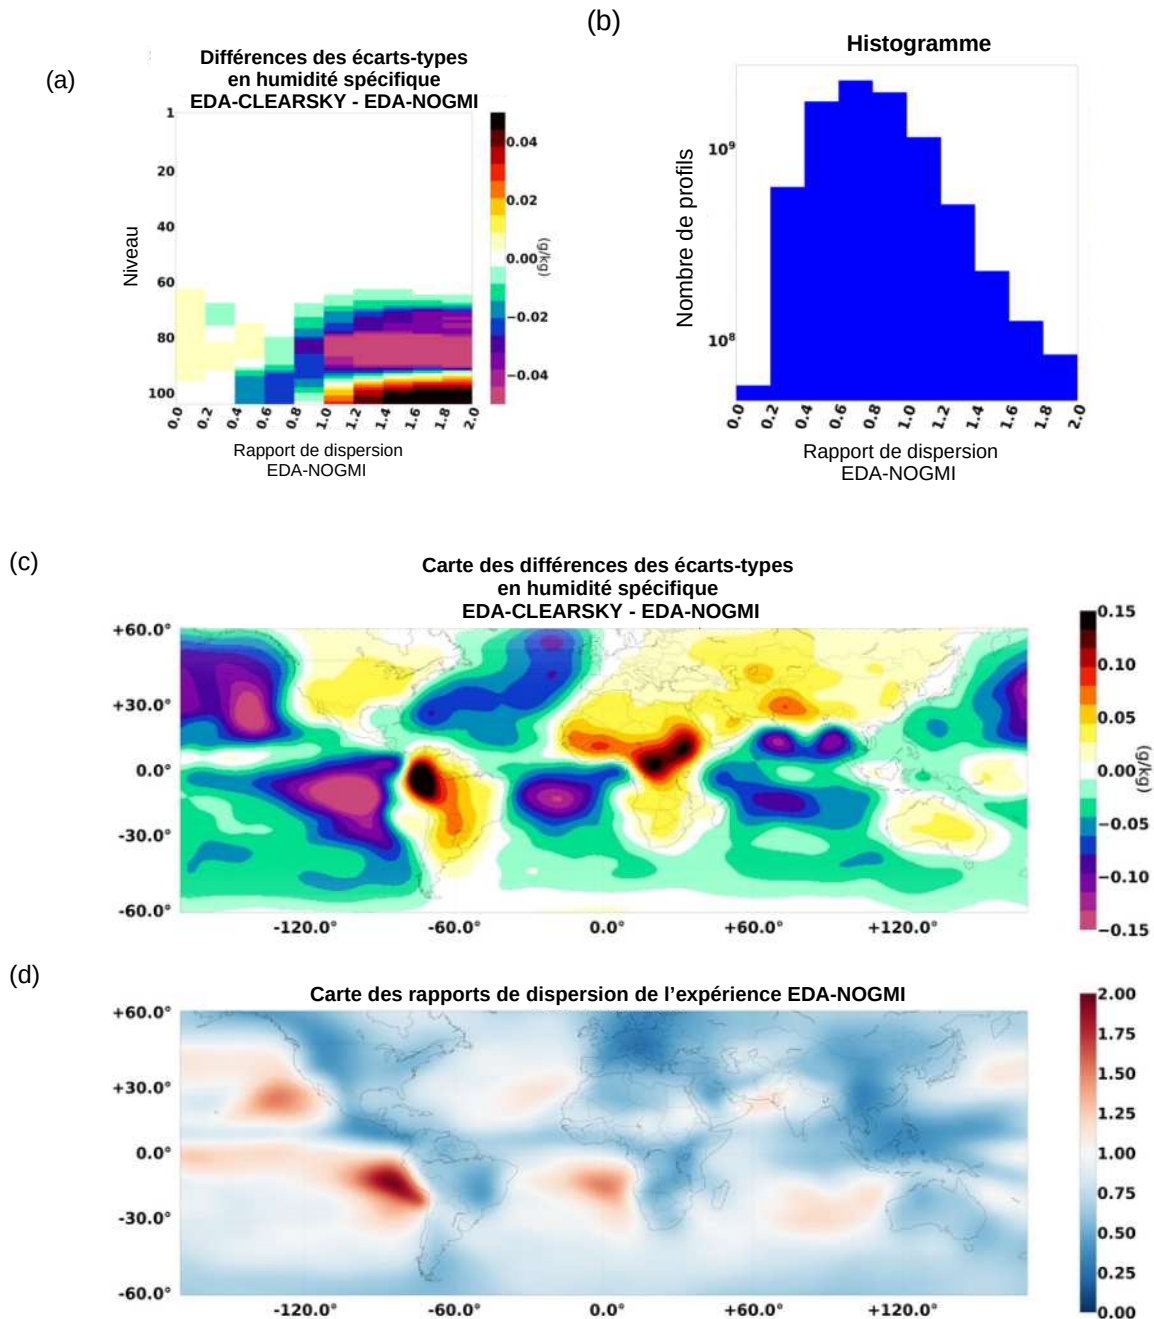 (a)
Différences des écarts-types
en humidité spécifique
EDA-CLEARSKY - EDA-NOGMI
1
20
40
60
80
100
Niveau
0.0 0.2 0.4 0.6 0.8 1.0 1.2 1.4 1.6 1.8 2.0
Rapport de dispersion
EDA-NOGMI
0.04
0.02
0.00
−0.02
−0.04
(g/kg)
(b)
Histogramme
10⁹
10⁸
Nombre de profils
0.0 0.2 0.4 0.6 0.8 1.0 1.2 1.4 1.6 1.8 2.0
Rapport de dispersion
EDA-NOGMI
(c)
Carte des différences des écarts-types
en humidité spécifique
EDA-CLEARSKY - EDA-NOGMI
+60.0°
+30.0°
0.0°
-30.0°
-60.0°
-120.0° -60.0° 0.0° +60.0° +120.0°
0.15
0.10
0.05
0.00
−0.05
−0.10
−0.15
(g/kg)
(d)
Carte des rapports de dispersion de l'expérience EDA-NOGMI
+60.0°
+30.0°
0.0°
-30.0°
-60.0°
-120.0° -60.0° 0.0° +60.0° +120.0°
2.00
1.75
1.50
1.25
1.00
0.75
0.50
0.25
0.00